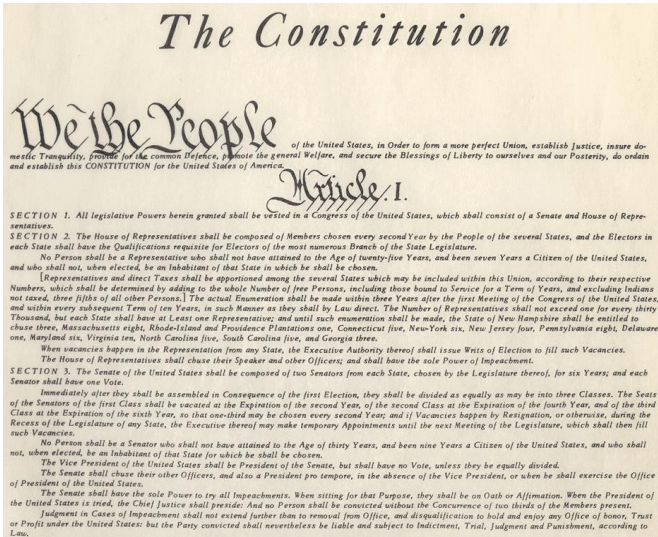 The Constitution
We the People of the United States, in Order to form a more perfect Union, establish Justice, insure do-
mestic Tranquility, provide for the common Defence, promote the general Welfare, and secure the Blessings of Liberty to ourselves and our Posterity, do ordain
and establish this CONSTITUTION for the United States of America.
Article. I.
SECTION 1. All legislative Powers herein granted shall be vested in a Congress of the United States, which shall consist of a Senate and House of Repre-
sentatives.
SECTION 2. The House of Representatives shall be composed of Members chosen every second Year by the People of the several States, and the Electors in
each State shall have the Qualifications requisite for Electors of the most numerous Branch of the State Legislature.
No Person shall be a Representative who shall not have attained to the Age of twenty-five Years, and been seven Years a Citizen of the United States,
and who shall not, when elected, be an Inhabitant of that State in which he shall be chosen.
[Representatives and direct Taxes shall be apportioned among the several States which may be included within this Union, according to their respective
Numbers, which shall be determined by adding to the whole Number of free Persons, including those bound to Service for a Term of Years, and excluding Indians
not taxed, three fifths of all other Persons.] The actual Enumeration shall be made within three Years after the first Meeting of the Congress of the United States,
and within every subsequent Term of ten Years, in such Manner as they shall by Law direct. The Number of Representatives shall not exceed one for every thirty
Thousand, but each State shall have at Least one Representative; and until such enumeration shall be made, the State of New Hampshire shall be entitled to
chuse three, Massachusetts eight, Rhode-Island and Providence Plantations one, Connecticut five, New-York six, New Jersey four, Pennsylvania eight, Delaware
one, Maryland six, Virginia ten, North Carolina five, South Carolina five, and Georgia three.
When vacancies happen in the Representation from any State, the Executive Authority thereof shall issue Writs of Election to fill such Vacancies.
The House of Representatives shall chuse their Speaker and other Officers; and shall have the sole Power of Impeachment.
SECTION 3. The Senate of the United States shall be composed of two Senators from each State, chosen by the Legislature thereof, for six Years; and each
Senator shall have one Vote.
Immediately after they shall be assembled in Consequence of the first Election, they shall be divided as equally as may be into three Classes. The Seats
of the Senators of the first Class shall be vacated at the Expiration of the second Year, of the second Class at the Expiration of the fourth Year, and of the third
Class at the Expiration of the sixth Year, so that one-third may be chosen every second Year; and if Vacancies happen by Resignation, or otherwise, during the
Recess of the Legislature of any State, the Executive thereof may make temporary Appointments until the next Meeting of the Legislature, which shall then fill
such Vacancies.
No Person shall be a Senator who shall not have attained to the Age of thirty Years, and been nine Years a Citizen of the United States, and who shall
not, when elected, be an Inhabitant of that State for which he shall be chosen.
The Vice President of the United States shall be President of the Senate, but shall have no Vote, unless they be equally divided.
The Senate shall chuse their other Officers, and also a President pro tempore, in the absence of the Vice President, or when he shall exercise the Office
of President of the United States.
The Senate shall have the sole Power to try all Impeachments. When sitting for that Purpose, they shall be on Oath or Affirmation. When the President of
the United States is tried, the Chief Justice shall preside: And no Person shall be convicted without the Concurrence of two thirds of the Members present.
Judgment in Cases of Impeachment shall not extend further than to removal from Office, and disqualification to hold and enjoy any Office of honor, Trust
or Profit under the United States: but the Party convicted shall nevertheless be liable and subject to Indictment, Trial, Judgment and Punishment, according to
Law.